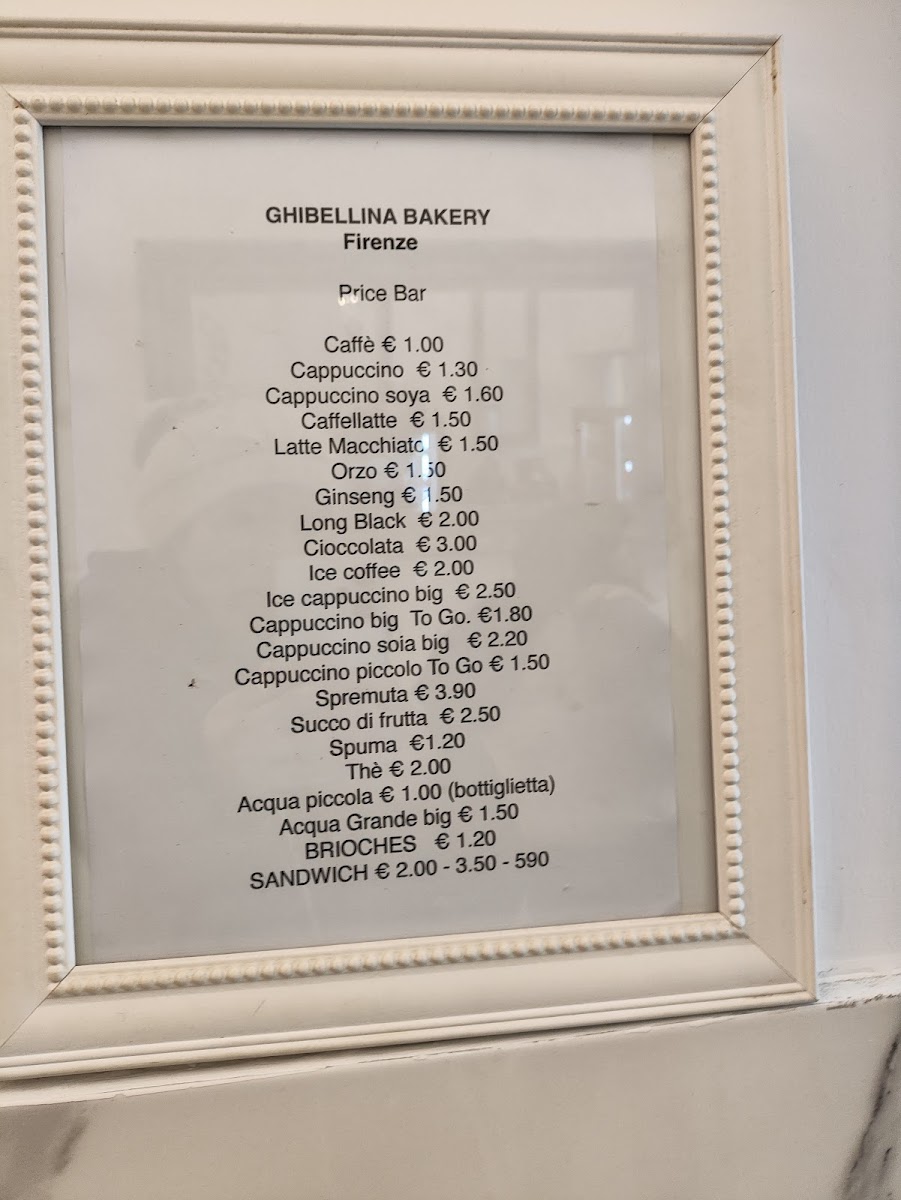 GHIBELLINA BAKERY
Firenze
Price Bar
Caffè € 1.00
Cappuccino € 1.30
Cappuccino soya € 1.60
Caffellatte € 1.50
Latte Macchiato € 1.50
Orzo € 1.50
Ginseng € 1.50
Long Black € 2.00
Cioccolata € 3.00
Ice coffee € 2.00
Ice cappuccino big € 2.50
Cappuccino big To Go. €1.80
Cappuccino soia big € 2.20
Cappuccino piccolo To Go € 1.50
Spremuta € 3.90
Succo di frutta € 2.50
Spuma €1.20
Thè € 2.00
Acqua piccola € 1.00 (bottiglietta)
Acqua Grande big € 1.50
BRIOCHES € 1.20
SANDWICH € 2.00 - 3.50 - 590